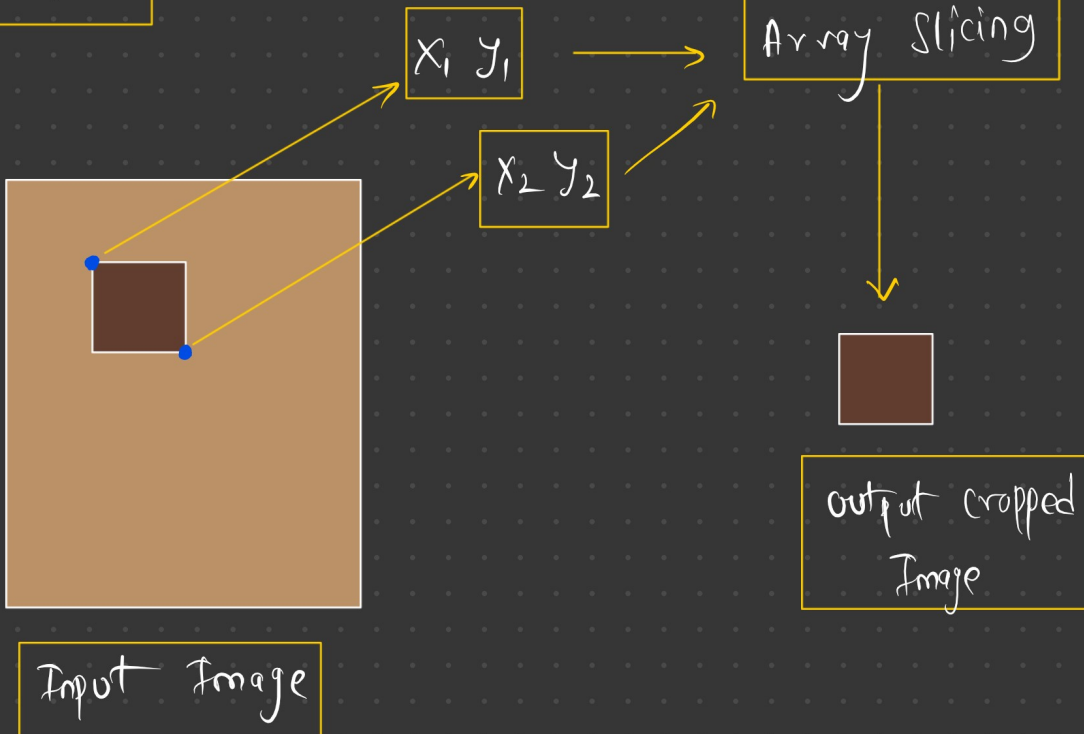 X₁ Y₁
Array Slicing
X₂ Y₂
output cropped
Image
Input Image